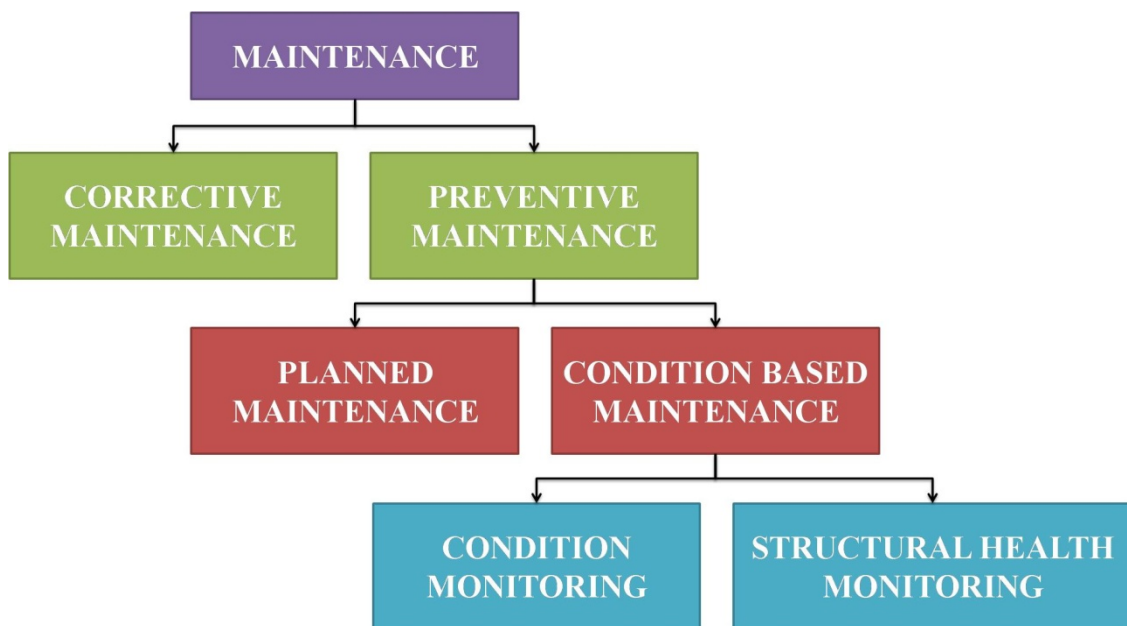 MAINTENANCE
CORRECTIVE
MAINTENANCE
PREVENTIVE
MAINTENANCE
PLANNED
MAINTENANCE
CONDITION BASED
MAINTENANCE
CONDITION
MONITORING
STRUCTURAL HEALTH
MONITORING